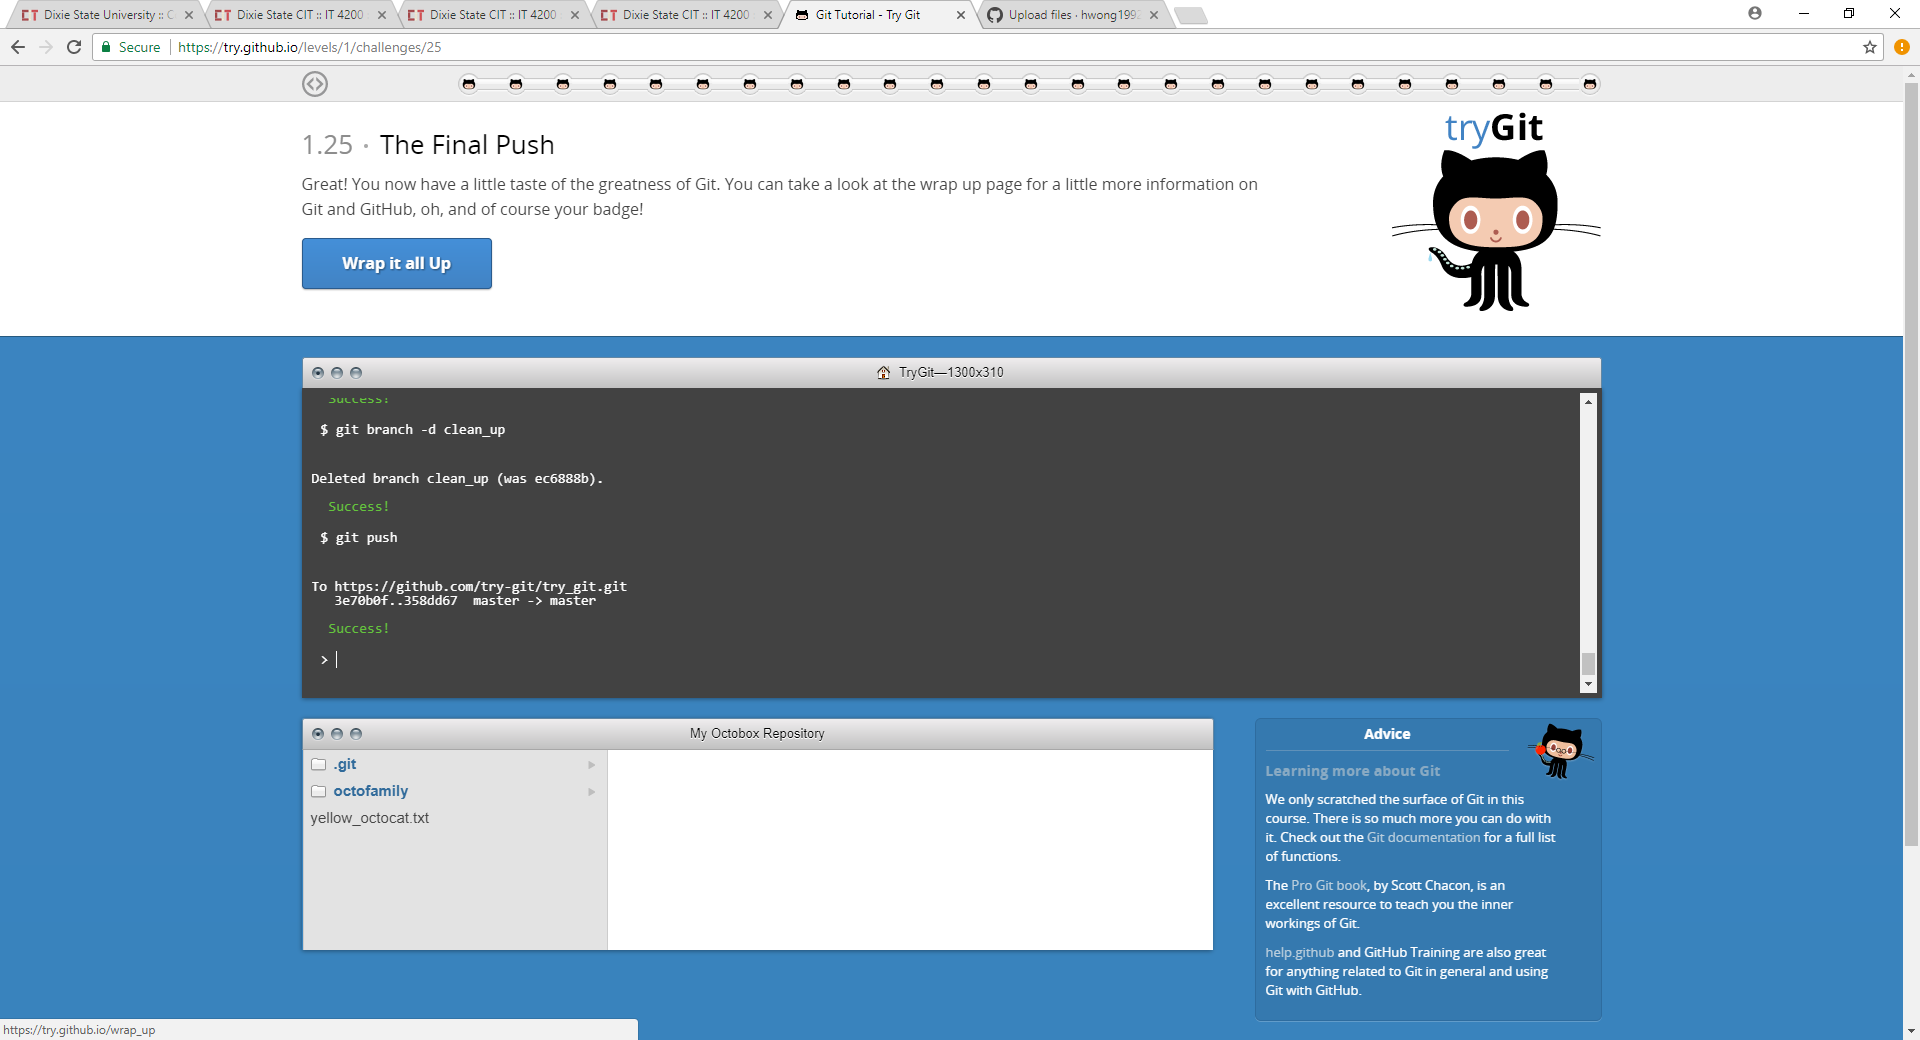 Dixie State University :: C
Dixie State CIT :: IT 4200
Dixie State CIT :: IT 4200
Dixie State CIT :: IT 4200
Git Tutorial - Try Git
Upload files · hwong1992
Secure
https://try.github.io/levels/1/challenges/25
1.25 · The Final Push
tryGit
Great! You now have a little taste of the greatness of Git. You can take a look at the wrap up page for a little more information on
Git and GitHub, oh, and of course your badge!
Wrap it all Up
TryGit—1300x310
Success!
$ git branch -d clean_up
Deleted branch clean_up (was ec6888b).
Success!
$ git push
To https://github.com/try-git/try_git.git
3e70b0f..358dd67 master -> master
Success!
>
My Octobox Repository
.git
octofamily
yellow_octocat.txt
Advice
Learning more about Git
We only scratched the surface of Git in this
course. There is so much more you can do with
it. Check out the Git documentation for a full list
of functions.
The Pro Git book, by Scott Chacon, is an
excellent resource to teach you the inner
workings of Git.
help.github and GitHub Training are also great
for anything related to Git in general and using
Git with GitHub.
https://try.github.io/wrap_up